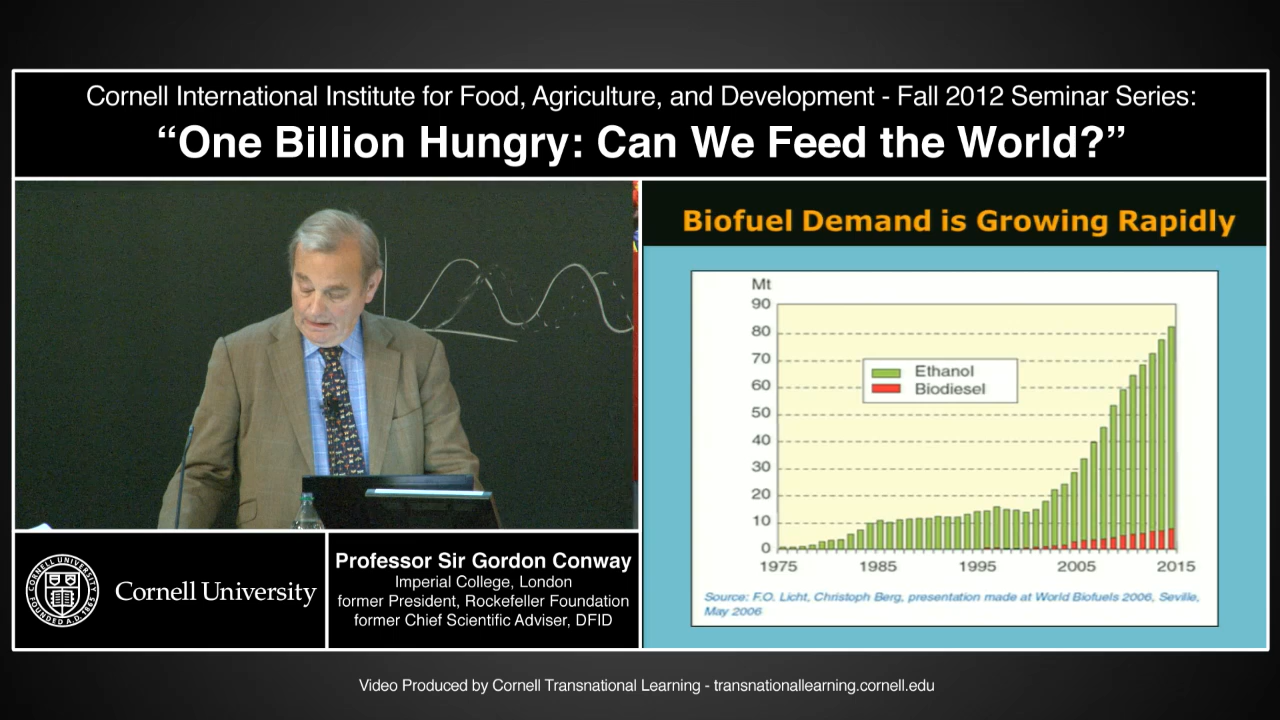 Cornell International Institute for Food, Agriculture, and Development - Fall 2012 Seminar Series:
“One Billion Hungry: Can We Feed the World?”
Biofuel Demand is Growing Rapidly
Mt
90
80
70
60
50
40
30
20
10
0
Ethanol
Biodiesel
1975 1985 1995 2005 2015
Source: F.O. Licht, Christoph Berg, presentation made at World Biofuels 2006, Seville,
May 2006
CORNELL UNIVERSITY
FOUNDED A.D. 1865
Cornell University
Professor Sir Gordon Conway
Imperial College, London
former President, Rockefeller Foundation
former Chief Scientific Adviser, DFID
Video Produced by Cornell Transnational Learning - transnationallearning.cornell.edu